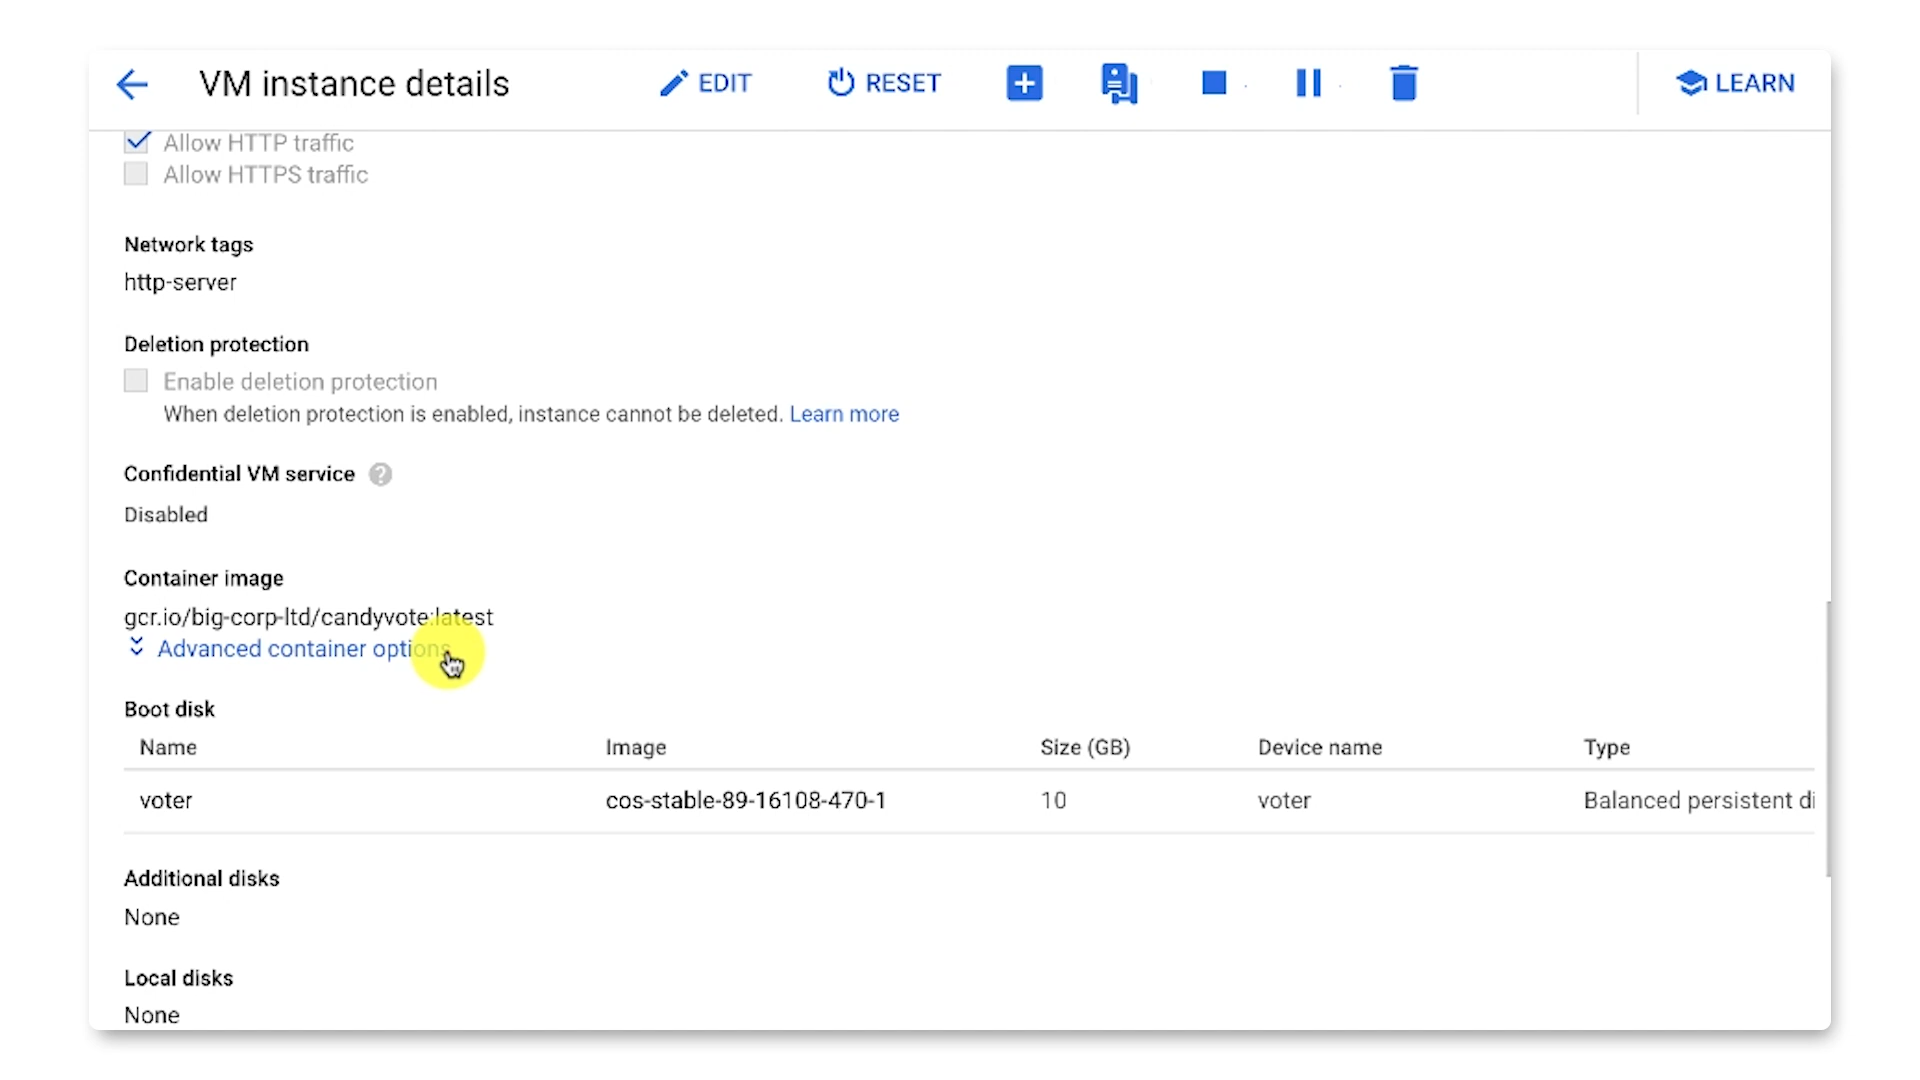 VM instance details EDIT RESET LEARN
Allow HTTP traffic
Allow HTTPS traffic
Network tags
http-server
Deletion protection
Enable deletion protection
When deletion protection is enabled, instance cannot be deleted. Learn more
Confidential VM service ?
Disabled
Container image
gcr.io/big-corp-ltd/candyvote:latest
Advanced container options
Boot disk
Name Image Size (GB) Device name Type
voter cos-stable-89-16108-470-1 10 voter Balanced persistent di
Additional disks
None
Local disks
None